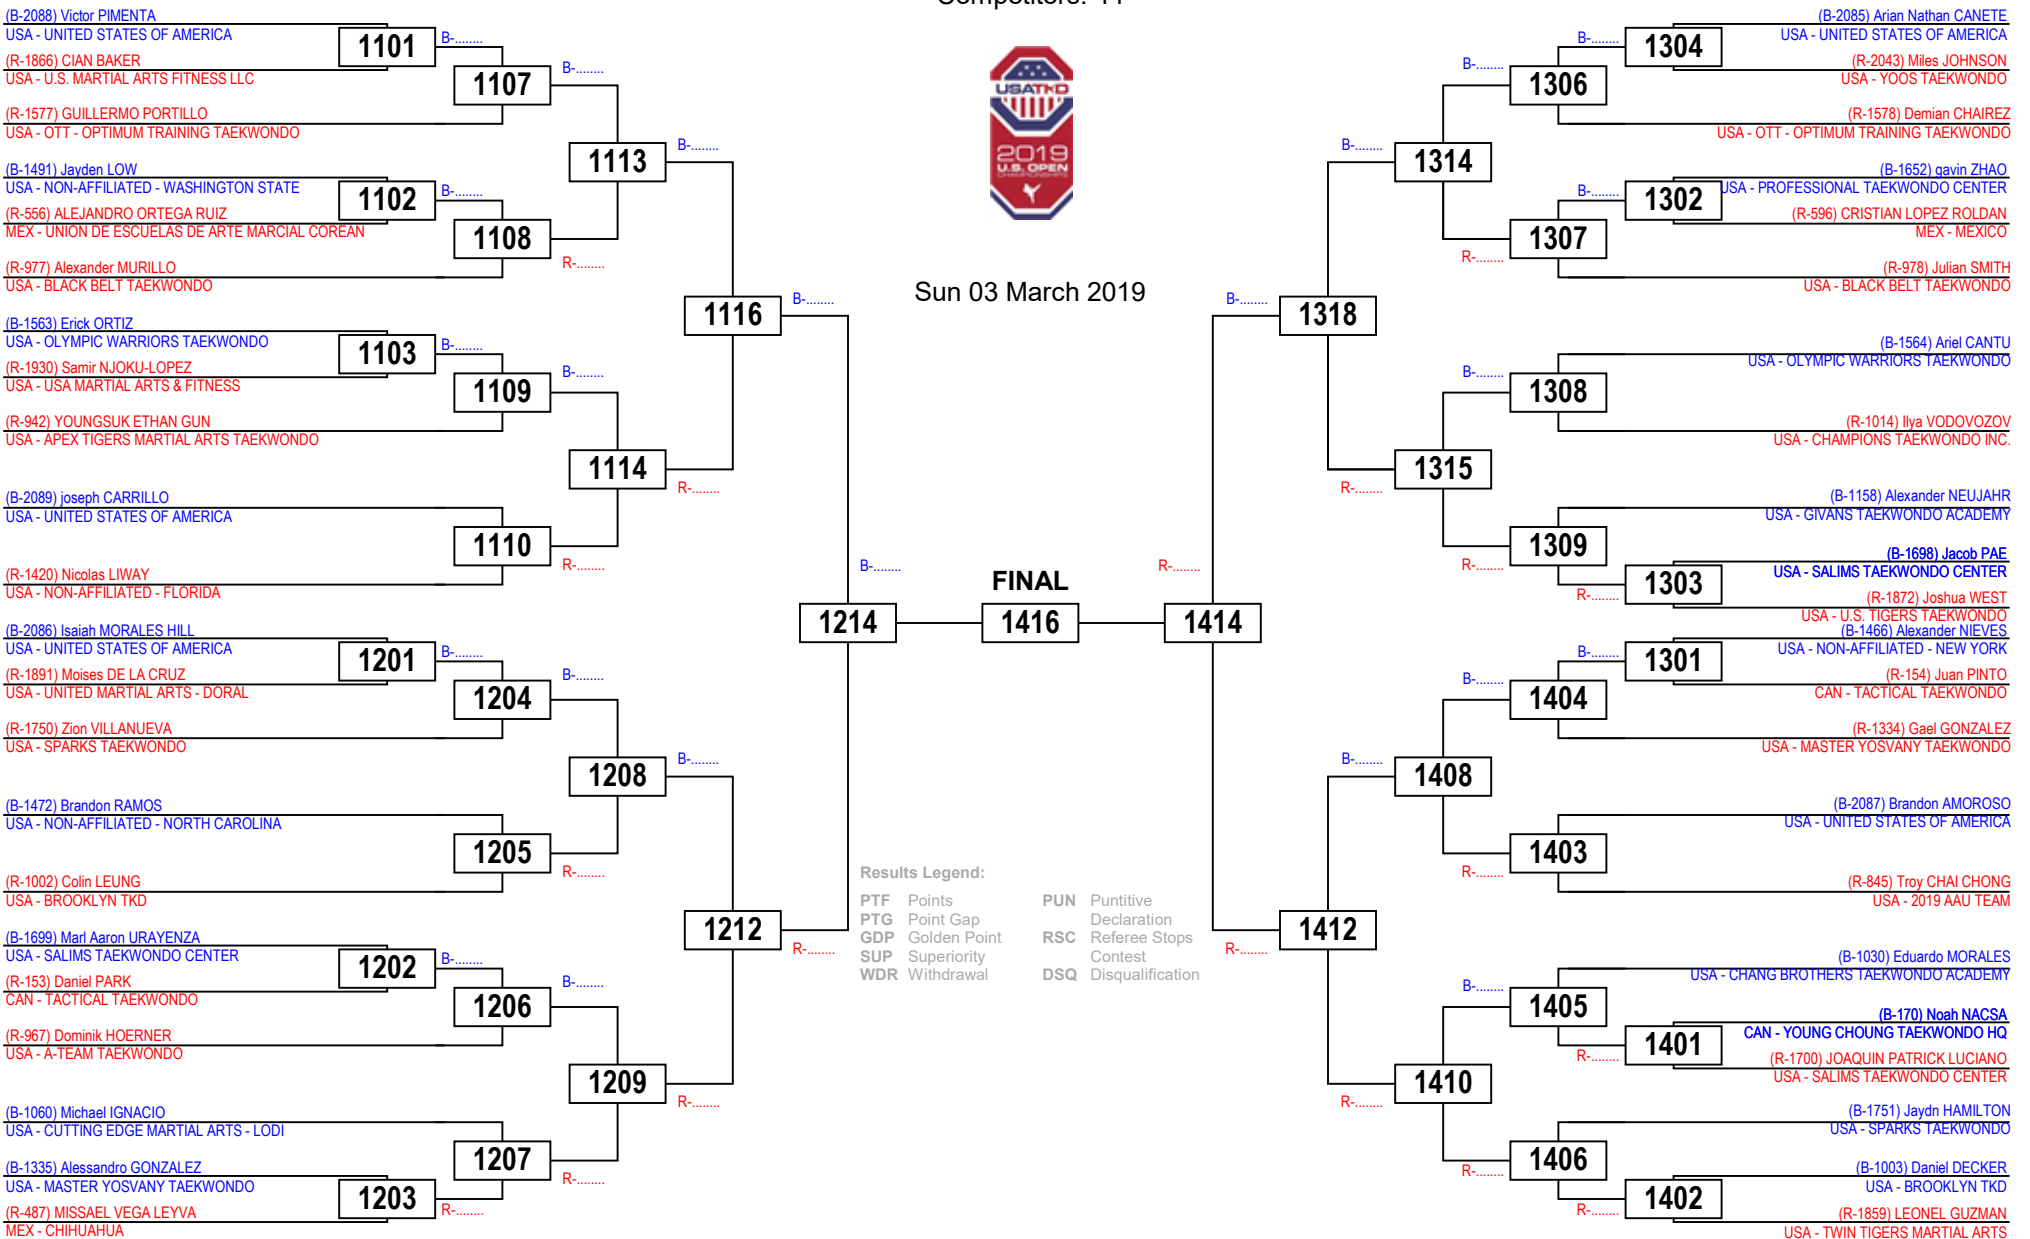 (B-2088) Victor PIMENTA
USA - UNITED STATES OF AMERICA
1101
B-........
(R-1866) CIAN BAKER
USA - U.S. MARTIAL ARTS FITNESS LLC
1107
B-........
(R-1577) GUILLERMO PORTILLO
USA - OTT - OPTIMUM TRAINING TAEKWONDO
1113
B-........
(B-1491) Jayden LOW
USA - NON-AFFILIATED - WASHINGTON STATE
1102
B-........
(R-556) ALEJANDRO ORTEGA RUIZ
MEX - UNION DE ESCUELAS DE ARTE MARCIAL COREAN
1108
R-........
(R-977) Alexander MURILLO
USA - BLACK BELT TAEKWONDO
1116
B-........
(B-1563) Erick ORTIZ
USA - OLYMPIC WARRIORS TAEKWONDO
1103
B-........
(R-1930) Samir NJOKU-LOPEZ
USA - USA MARTIAL ARTS & FITNESS
1109
B-........
(R-942) YOUNGSUK ETHAN GUN
USA - APEX TIGERS MARTIAL ARTS TAEKWONDO
1114
R-........
(B-2089) joseph CARRILLO
USA - UNITED STATES OF AMERICA
1110
R-........
(R-1420) Nicolas LIWAY
USA - NON-AFFILIATED - FLORIDA
B-........
1214
(B-2086) Isaiah MORALES HILL
USA - UNITED STATES OF AMERICA
1201
B-........
(R-1891) Moises DE LA CRUZ
USA - UNITED MARTIAL ARTS - DORAL
1204
B-........
(R-1750) Zion VILLANUEVA
USA - SPARKS TAEKWONDO
1208
B-........
(B-1472) Brandon RAMOS
USA - NON-AFFILIATED - NORTH CAROLINA
1205
R-........
(R-1002) Colin LEUNG
USA - BROOKLYN TKD
1212
R-........
(B-1699) Marl Aaron URAYENZA
USA - SALIMS TAEKWONDO CENTER
1202
B-........
(R-153) Daniel PARK
CAN - TACTICAL TAEKWONDO
1206
B-........
(R-967) Dominik HOERNER
USA - A-TEAM TAEKWONDO
1209
R-........
(B-1060) Michael IGNACIO
USA - CUTTING EDGE MARTIAL ARTS - LODI
1207
R-........
(B-1335) Alessandro GONZALEZ
USA - MASTER YOSVANY TAEKWONDO
1203
R-........
(R-487) MISSAEL VEGA LEYVA
MEX - CHIHUAHUA
USATKD
2019
U.S. OPEN
CHAMPIONSHIPS
Sun 03 March 2019
FINAL
1416
Results Legend:
PTF Points
PTG Point Gap
GDP Golden Point
SUP Superiority
WDR Withdrawal
PUN Puntitive
Declaration
RSC Referee Stops
Contest
DSQ Disqualification
(B-2085) Arian Nathan CANETE
USA - UNITED STATES OF AMERICA
B-........
1304
(R-2043) Miles JOHNSON
USA - YOOS TAEKWONDO
B-........
1306
(R-1578) Demian CHAIREZ
USA - OTT - OPTIMUM TRAINING TAEKWONDO
B-........
1314
(B-1652) gavin ZHAO
USA - PROFESSIONAL TAEKWONDO CENTER
B-........
1302
(R-596) CRISTIAN LOPEZ ROLDAN
MEX - MEXICO
R-........
1307
(R-978) Julian SMITH
USA - BLACK BELT TAEKWONDO
B-........
1318
(B-1564) Ariel CANTU
USA - OLYMPIC WARRIORS TAEKWONDO
B-........
1308
(R-1014) Ilya VODOVOZOV
USA - CHAMPIONS TAEKWONDO INC.
R-........
1315
(B-1158) Alexander NEUJAHR
USA - GIVANS TAEKWONDO ACADEMY
R-........
1309
(B-1698) Jacob PAE
USA - SALIMS TAEKWONDO CENTER
R-........
1303
(R-1872) Joshua WEST
USA - U.S. TIGERS TAEKWONDO
R-........
1414
(B-1466) Alexander NIEVES
USA - NON-AFFILIATED - NEW YORK
B-........
1301
(R-154) Juan PINTO
CAN - TACTICAL TAEKWONDO
B-........
1404
(R-1334) Gael GONZALEZ
USA - MASTER YOSVANY TAEKWONDO
B-........
1408
(B-2087) Brandon AMOROSO
USA - UNITED STATES OF AMERICA
R-........
1403
(R-845) Troy CHAI CHONG
USA - 2019 AAU TEAM
R-........
1412
(B-1030) Eduardo MORALES
USA - CHANG BROTHERS TAEKWONDO ACADEMY
B-........
1405
(B-170) Noah NACSA
CAN - YOUNG CHOUNG TAEKWONDO HQ
R-........
1401
(R-1700) JOAQUIN PATRICK LUCIANO
USA - SALIMS TAEKWONDO CENTER
R-........
1410
(B-1751) Jaydn HAMILTON
USA - SPARKS TAEKWONDO
R-........
1406
(B-1003) Daniel DECKER
USA - BROOKLYN TKD
R-........
1402
(R-1859) LEONEL GUZMAN
USA - TWIN TIGERS MARTIAL ARTS